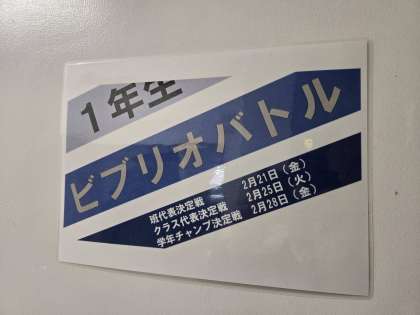 1年生
ビブリオバトル
班代表決定戦 2月21日（金）
クラス代表決定戦 2月25日（火）
学年チャンプ決定戦 2月28日（金）